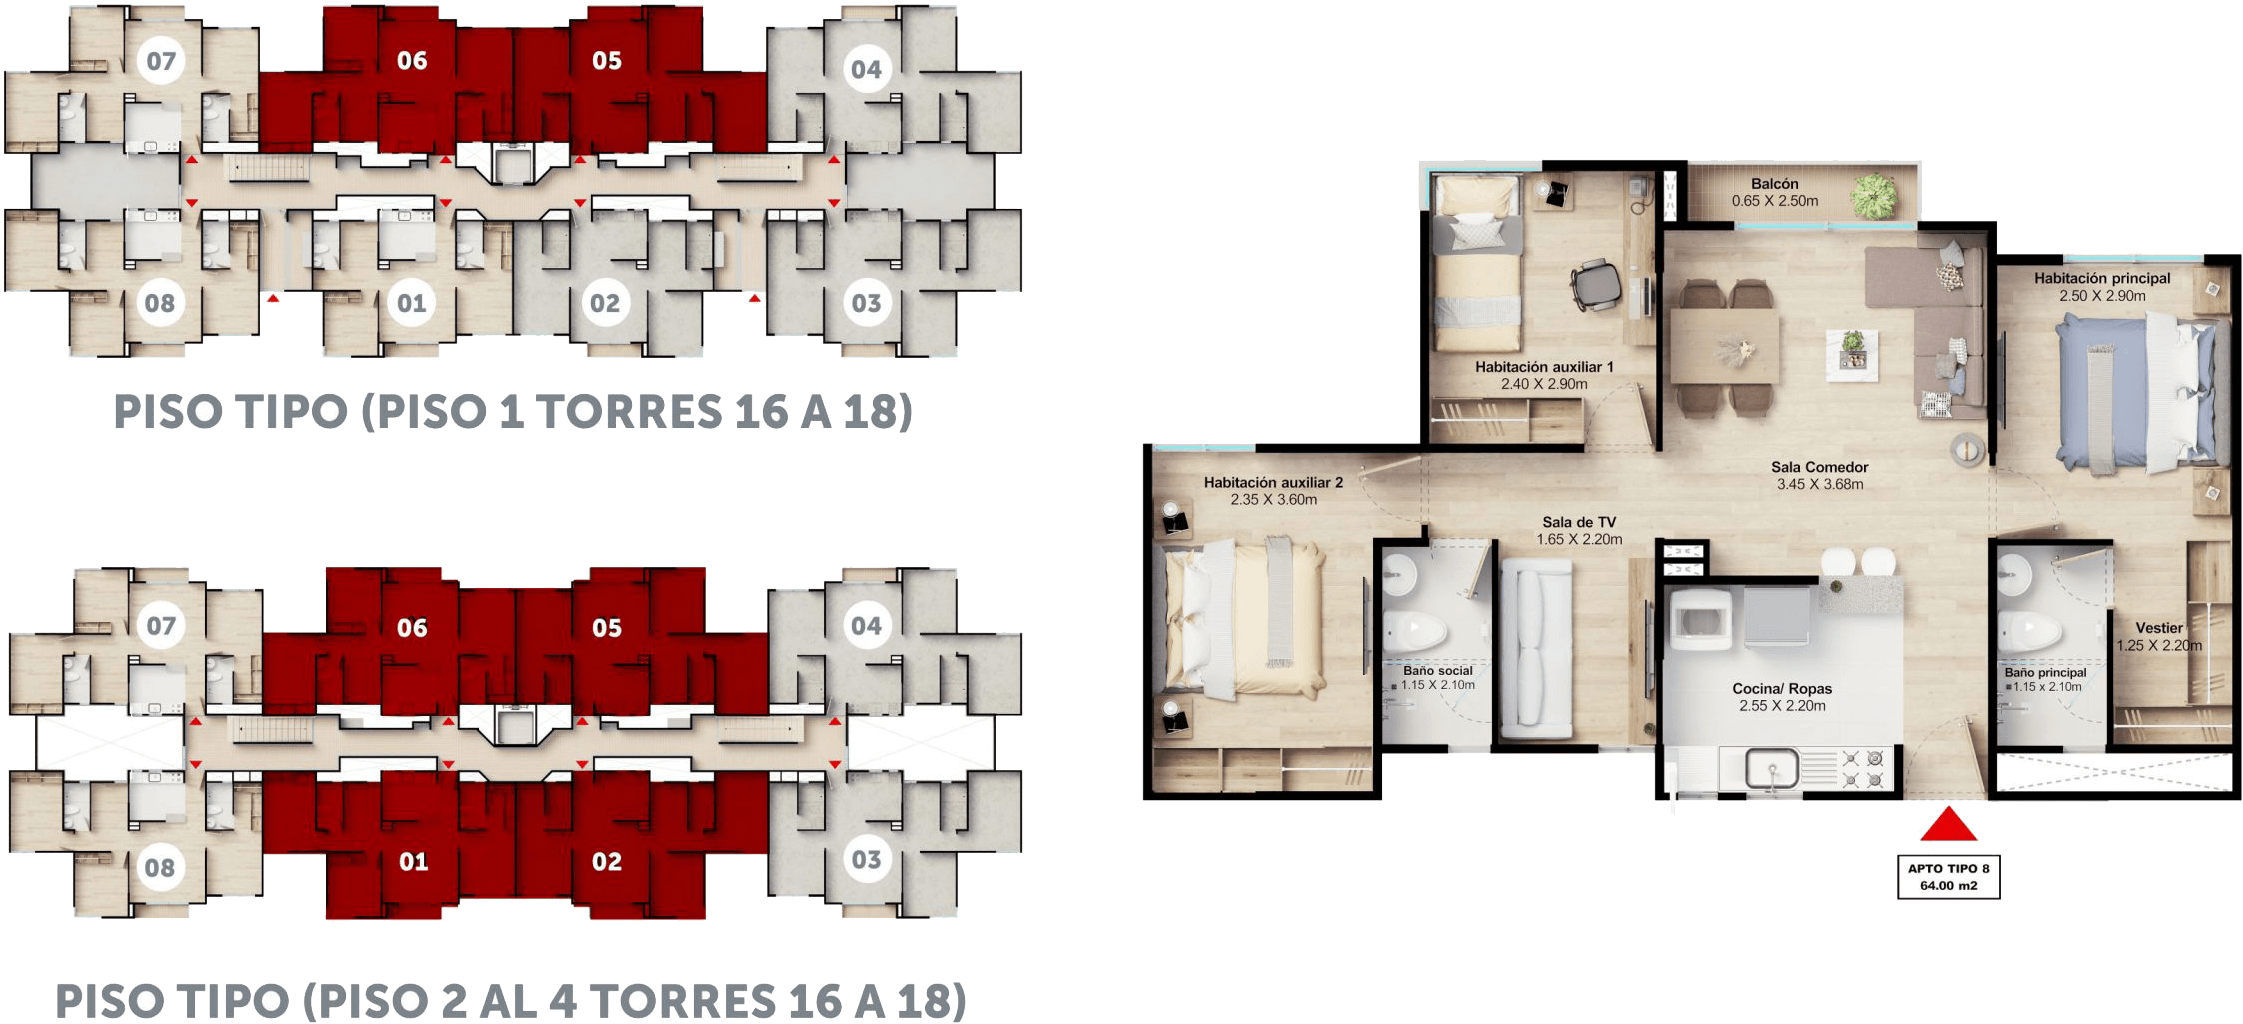 07
06
05
04
08
01
02
03
PISO TIPO (PISO 1 TORRES 16 A 18)
07
06
05
04
08
01
02
03
PISO TIPO (PISO 2 AL 4 TORRES 16 A 18)
Balcón
0.65 X 2.50m
Habitación principal
2.50 X 2.90m
Habitación auxiliar 1
2.40 X 2.90m
Sala Comedor
3.45 X 3.68m
Habitación auxiliar 2
2.35 X 3.60m
Sala de TV
1.65 X 2.20m
Vestier
1.25 X 2.20m
Baño social
1.15 X 2.10m
Baño principal
1.15 x 2.10m
Cocina/ Ropas
2.55 X 2.20m
APTO TIPO 8
64.00 m2